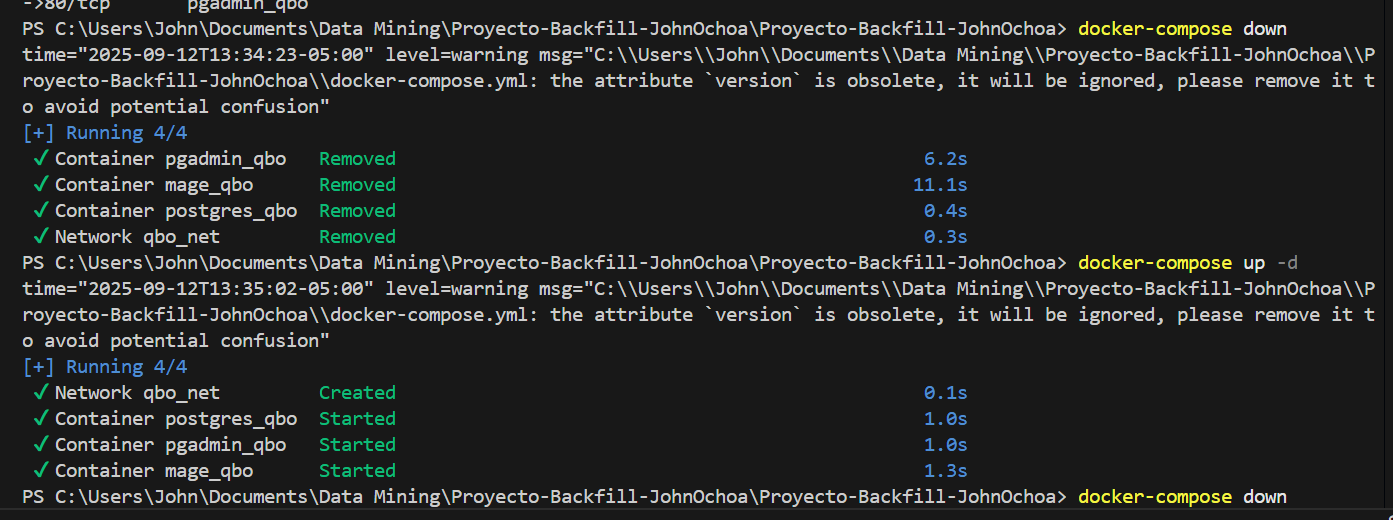 ->80/tcp pgadmin_qbo
PS C:\Users\John\Documents\Data Mining\Proyecto-Backfill-JohnOchoa\Proyecto-Backfill-JohnOchoa> docker-compose down
time="2025-09-12T13:34:23-05:00" level=warning msg="C:\\Users\\John\\Documents\\Data Mining\\Proyecto-Backfill-JohnOchoa\\P
royecto-Backfill-JohnOchoa\\docker-compose.yml: the attribute `version` is obsolete, it will be ignored, please remove it t
o avoid potential confusion"
[+] Running 4/4
✓ Container pgadmin_qbo Removed 6.2s
✓ Container mage_qbo Removed 11.1s
✓ Container postgres_qbo Removed 0.4s
✓ Network qbo_net Removed 0.3s
PS C:\Users\John\Documents\Data Mining\Proyecto-Backfill-JohnOchoa\Proyecto-Backfill-JohnOchoa> docker-compose up -d
time="2025-09-12T13:35:02-05:00" level=warning msg="C:\\Users\\John\\Documents\\Data Mining\\Proyecto-Backfill-JohnOchoa\\P
royecto-Backfill-JohnOchoa\\docker-compose.yml: the attribute `version` is obsolete, it will be ignored, please remove it t
o avoid potential confusion"
[+] Running 4/4
✓ Network qbo_net Created 0.1s
✓ Container postgres_qbo Started 1.0s
✓ Container pgadmin_qbo Started 1.0s
✓ Container mage_qbo Started 1.3s
PS C:\Users\John\Documents\Data Mining\Proyecto-Backfill-JohnOchoa\Proyecto-Backfill-JohnOchoa> docker-compose down